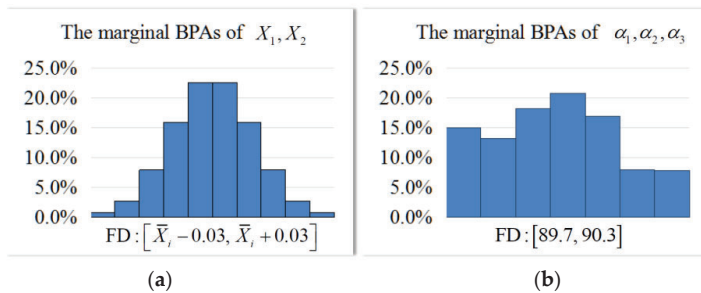 The marginal BPAs of X₁, X₂
25.0%
20.0%
15.0%
10.0%
5.0%
0.0%
FD : [X̄ᵢ − 0.03, X̄ᵢ + 0.03]
(a)
The marginal BPAs of α₁, α₂, α₃
25.0%
20.0%
15.0%
10.0%
5.0%
0.0%
FD : [89.7, 90.3]
(b)